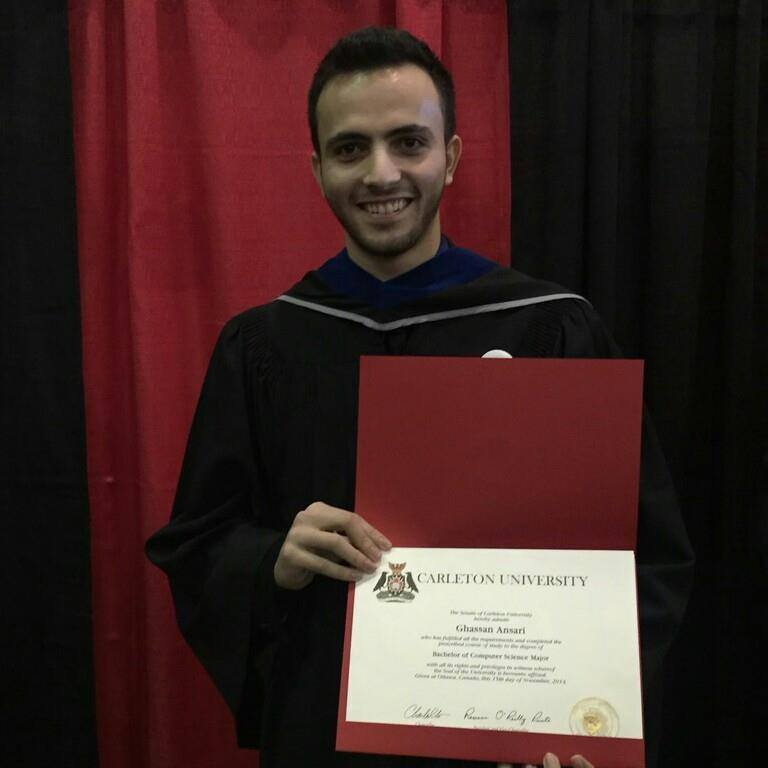 CARLETON UNIVERSITY
The Senate of Carleton University
hereby admits
Ghassan Ansari
who has fulfilled all the requirements and completed the
prescribed course of study to the degree of
Bachelor of Computer Science Major
with all its rights and privileges in witness whereof
the Seal of the University is hereunto affixed
Given at Ottawa, Canada, this 15th day of November, 2014